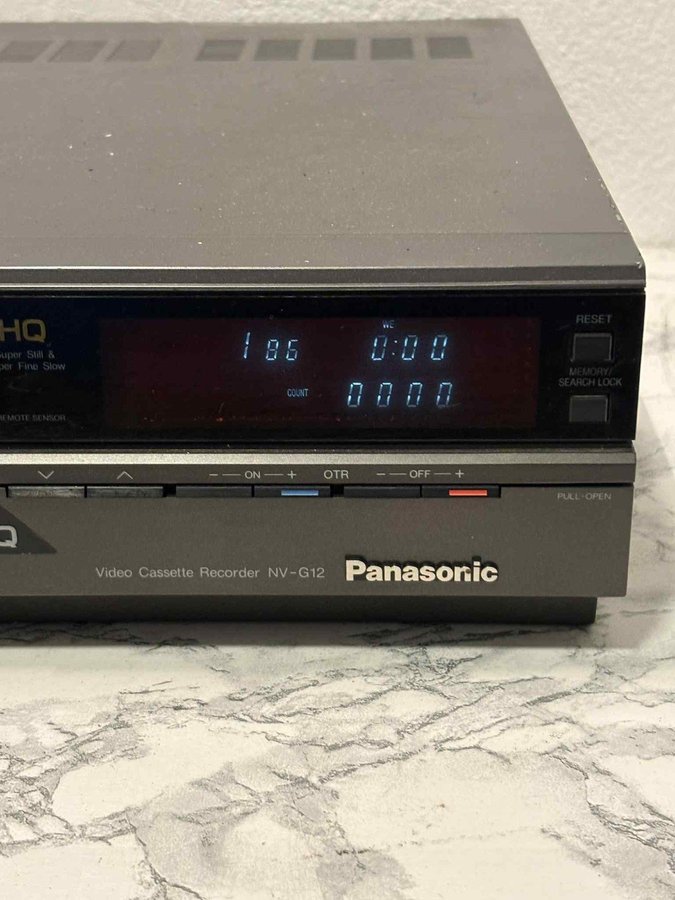 HQ
Super Still &
Super Fine Slow
REMOTE SENSOR
WE
1 86 0:00
COUNT 0000
RESET
MEMORY/
SEARCH LOCK
− ON + OTR − OFF +
PULL-OPEN
Q
Video Cassette Recorder NV-G12 Panasonic